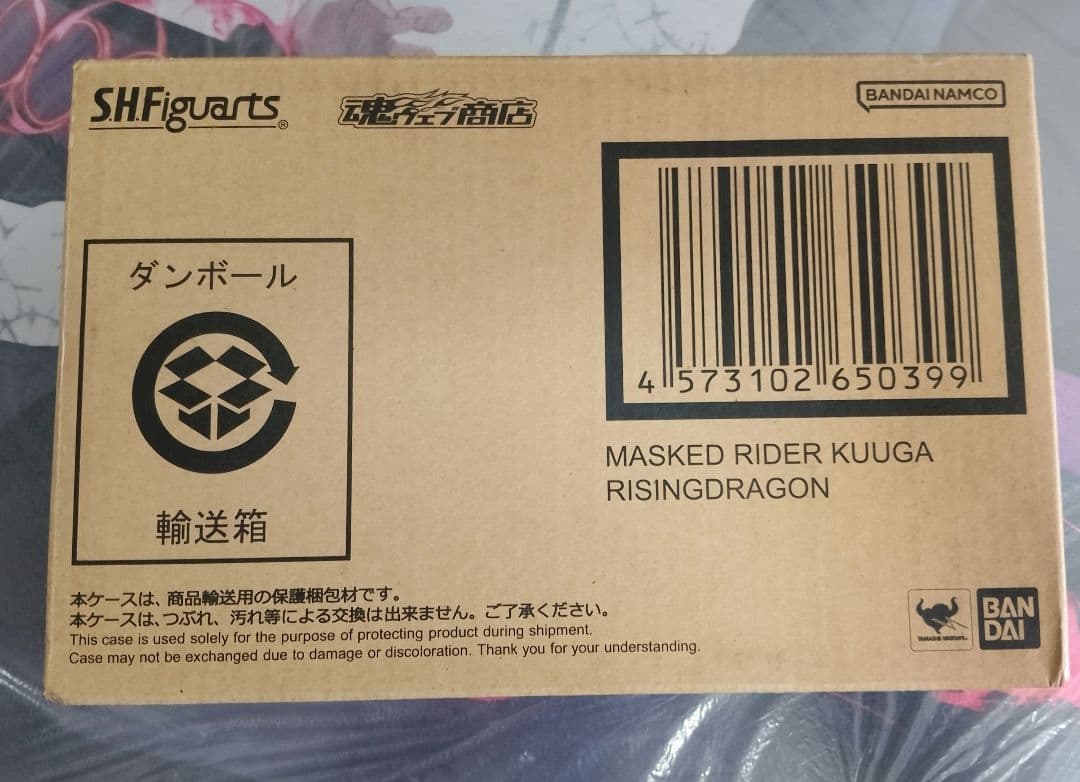 S.H.Figuarts®
魂ウェブ商店
BANDAI NAMCO
4 573102 650399
MASKED RIDER KUUGA
RISINGDRAGON
ダンボール
輸送箱
本ケースは、商品輸送用の保護梱包材です。
本ケースは、つぶれ、汚れ等による交換は出来ません。ご了承ください。
This case is used solely for the purpose of protecting product during shipment.
Case may not be exchanged due to damage or discoloration. Thank you for your understanding.
TAMASHII NATIONS
BAN
DAI